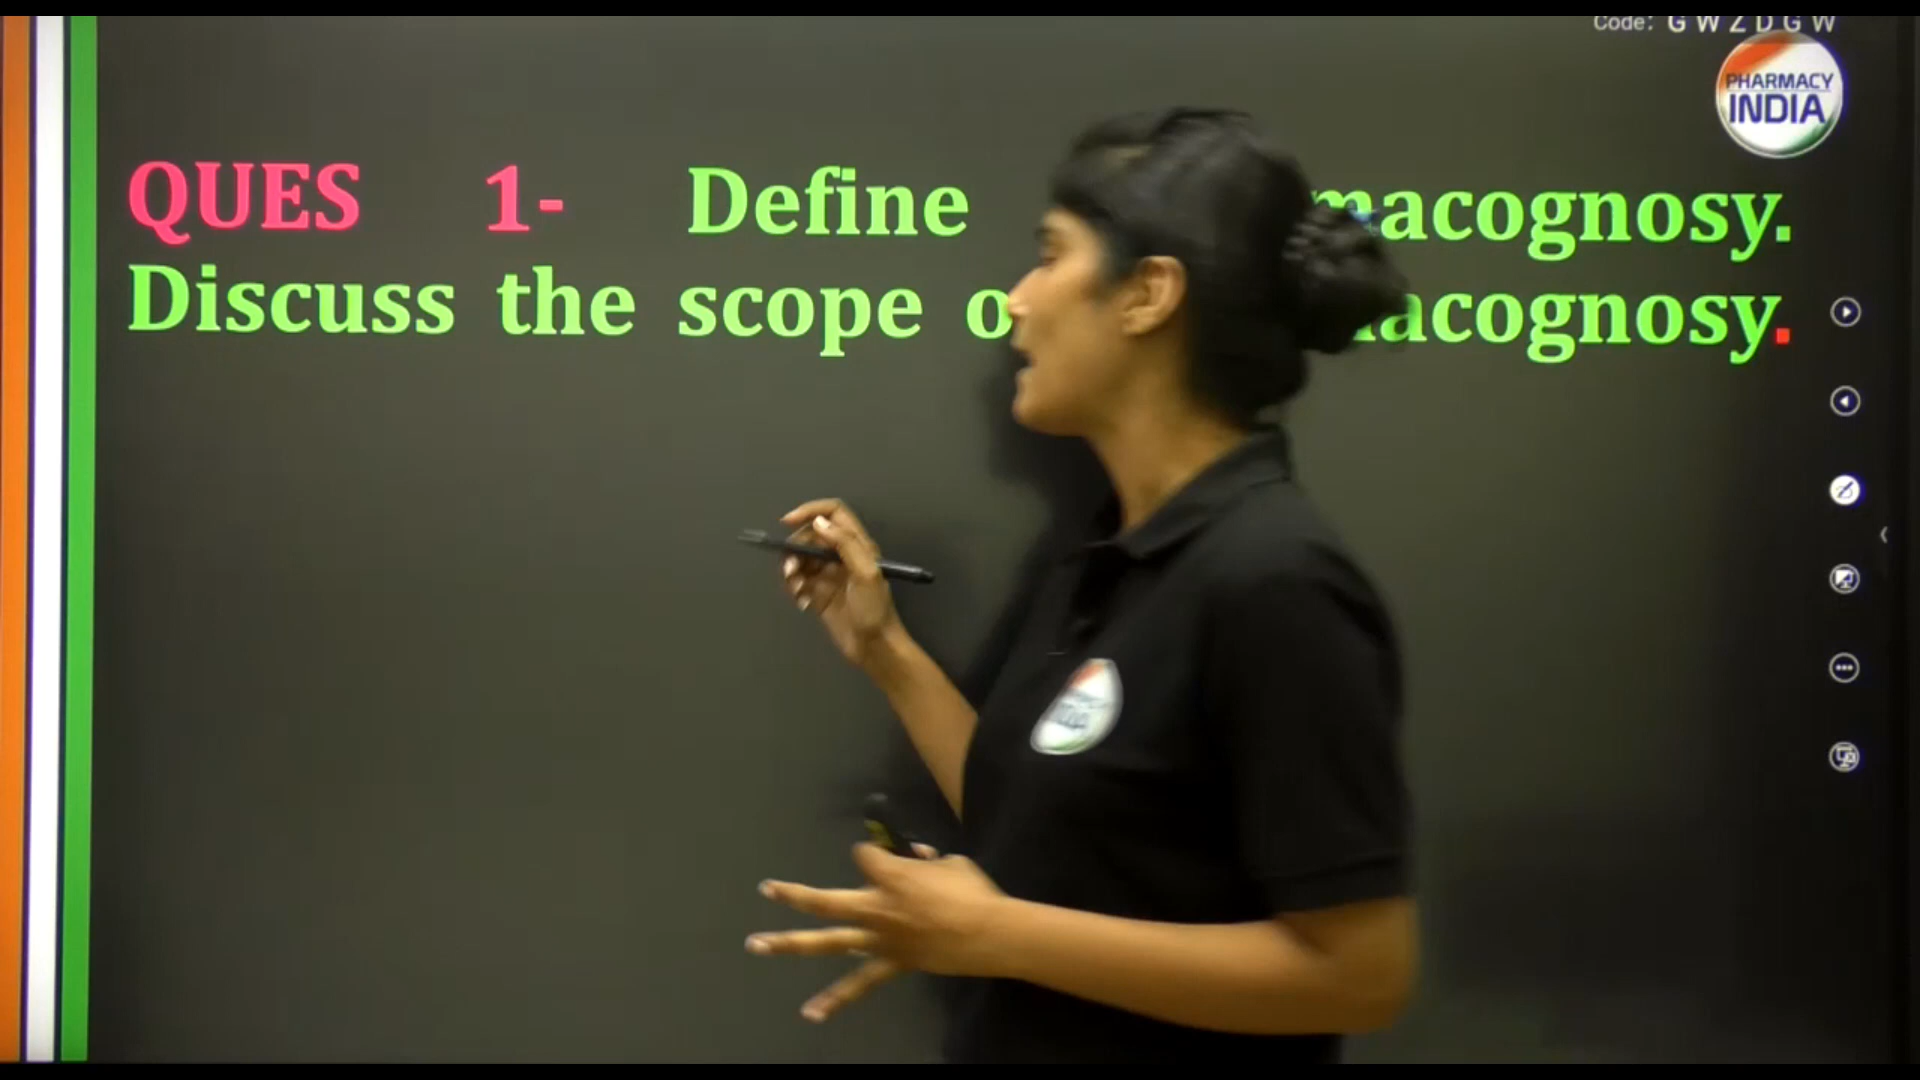 Code: G W Z D G W
PHARMACY
INDIA
QUES 1- Define macognosy.
Discuss the scope o acognosy.